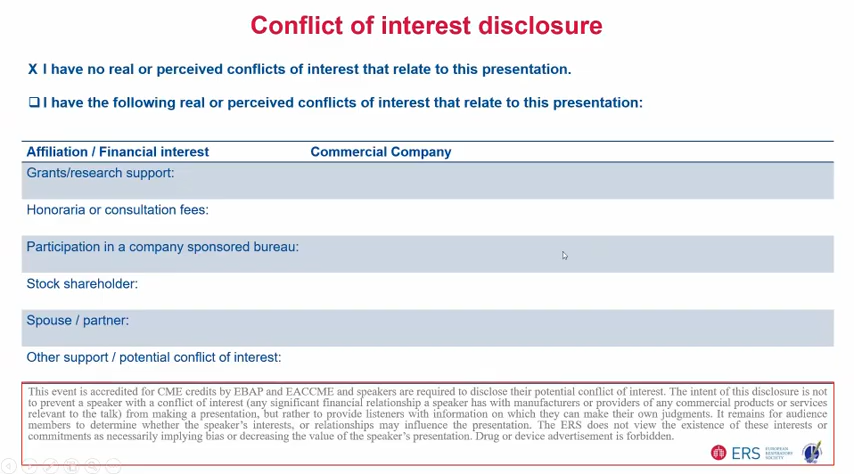 Conflict of interest disclosure
X I have no real or perceived conflicts of interest that relate to this presentation.
I have the following real or perceived conflicts of interest that relate to this presentation:
Affiliation / Financial interest Commercial Company
Grants/research support:
Honoraria or consultation fees:
Participation in a company sponsored bureau:
Stock shareholder:
Spouse / partner:
Other support / potential conflict of interest:
This event is accredited for CME credits by EBAP and EACCME and speakers are required to disclose their potential conflict of interest. The intent of this disclosure is not
to prevent a speaker with a conflict of interest (any significant financial relationship a speaker has with manufacturers or providers of any commercial products or services
relevant to the talk) from making a presentation, but rather to provide listeners with information on which they can make their own judgments. It remains for audience
members to determine whether the speaker's interests, or relationships may influence the presentation. The ERS does not view the existence of these interests or
commitments as necessarily implying bias or decreasing the value of the speaker's presentation. Drug or device advertisement is forbidden.
ERS
EUROPEAN
RESPIRATORY
SOCIETY